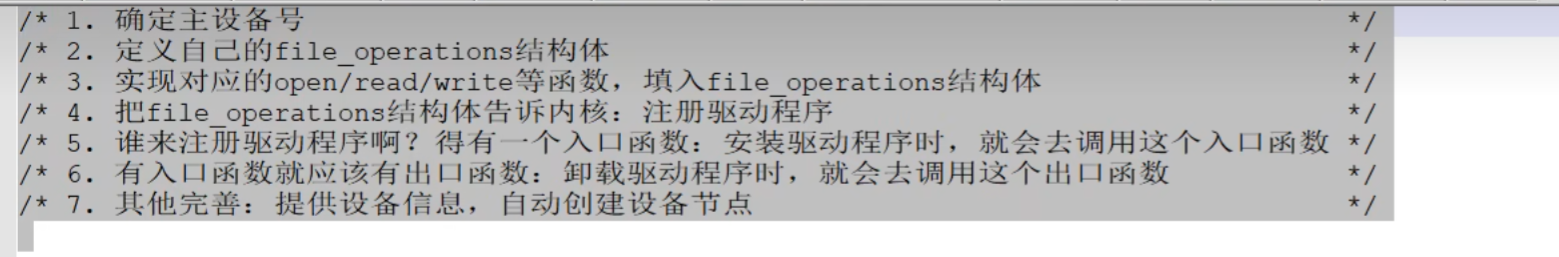 /* 1. 确定主设备号 */
/* 2. 定义自己的file_operations结构体 */
/* 3. 实现对应的open/read/write等函数，填入file_operations结构体 */
/* 4. 把file_operations结构体告诉内核：注册驱动程序 */
/* 5. 谁来注册驱动程序啊？得有一个入口函数：安装驱动程序时，就会去调用这个入口函数 */
/* 6. 有入口函数就应该有出口函数：卸载驱动程序时，就会去调用这个出口函数 */
/* 7. 其他完善：提供设备信息，自动创建设备节点 */